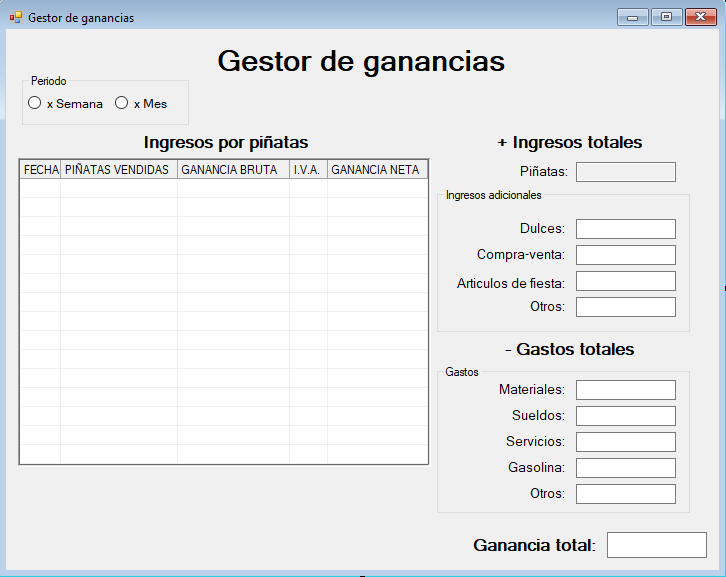 Gestor de ganancias
Gestor de ganancias
Periodo
x Semana x Mes
Ingresos por piñatas
FECHA PIÑATAS VENDIDAS GANANCIA BRUTA I.V.A. GANANCIA NETA
+ Ingresos totales
Piñatas:
Ingresos adicionales
Dulces:
Compra-venta:
Articulos de fiesta:
Otros:
- Gastos totales
Gastos
Materiales:
Sueldos:
Servicios:
Gasolina:
Otros:
Ganancia total: